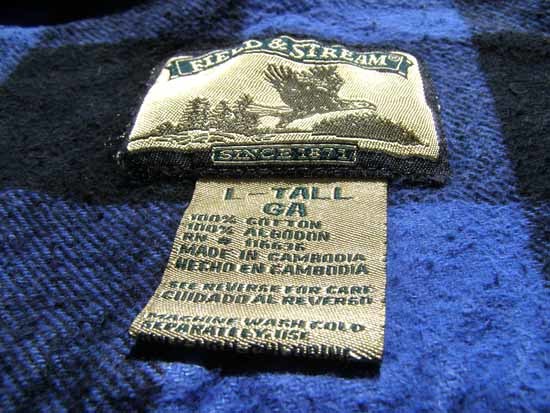 FIELD & STREAM®
SINCE 1871
L - TALL
GA
100% COTTON
100% ALGODON
RN # 116636
MADE IN CAMBODIA
HECHO EN CAMBODIA
SEE REVERSE FOR CARE
CUIDADO AL REVERSO
MACHINE WASH COLD
SEPARATLEY. USE